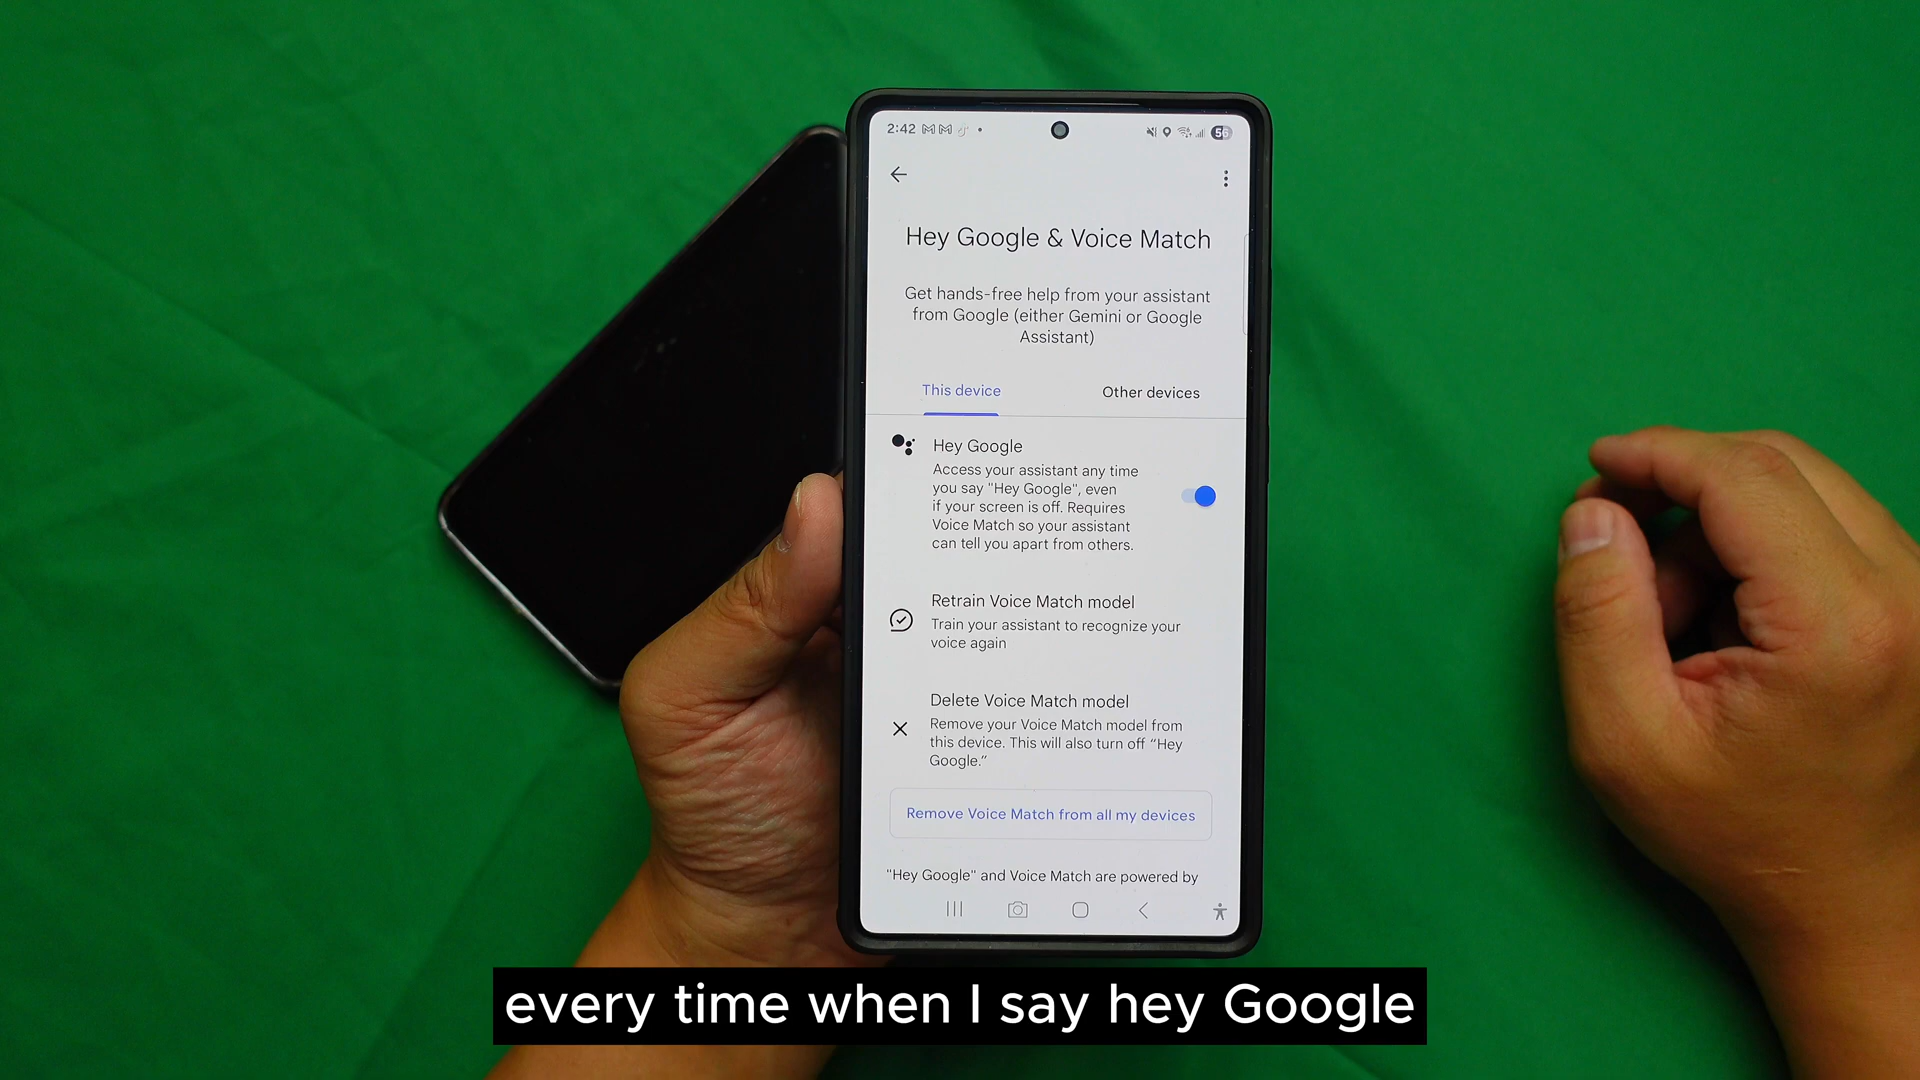 2:42
56
Hey Google & Voice Match
Get hands-free help from your assistant
from Google (either Gemini or Google
Assistant)
This device
Other devices
Hey Google
Access your assistant any time
you say "Hey Google", even
if your screen is off. Requires
Voice Match so your assistant
can tell you apart from others.
Retrain Voice Match model
Train your assistant to recognize your
voice again
Delete Voice Match model
Remove your Voice Match model from
this device. This will also turn off “Hey
Google.”
Remove Voice Match from all my devices
"Hey Google" and Voice Match are powered by
every time when I say hey Google